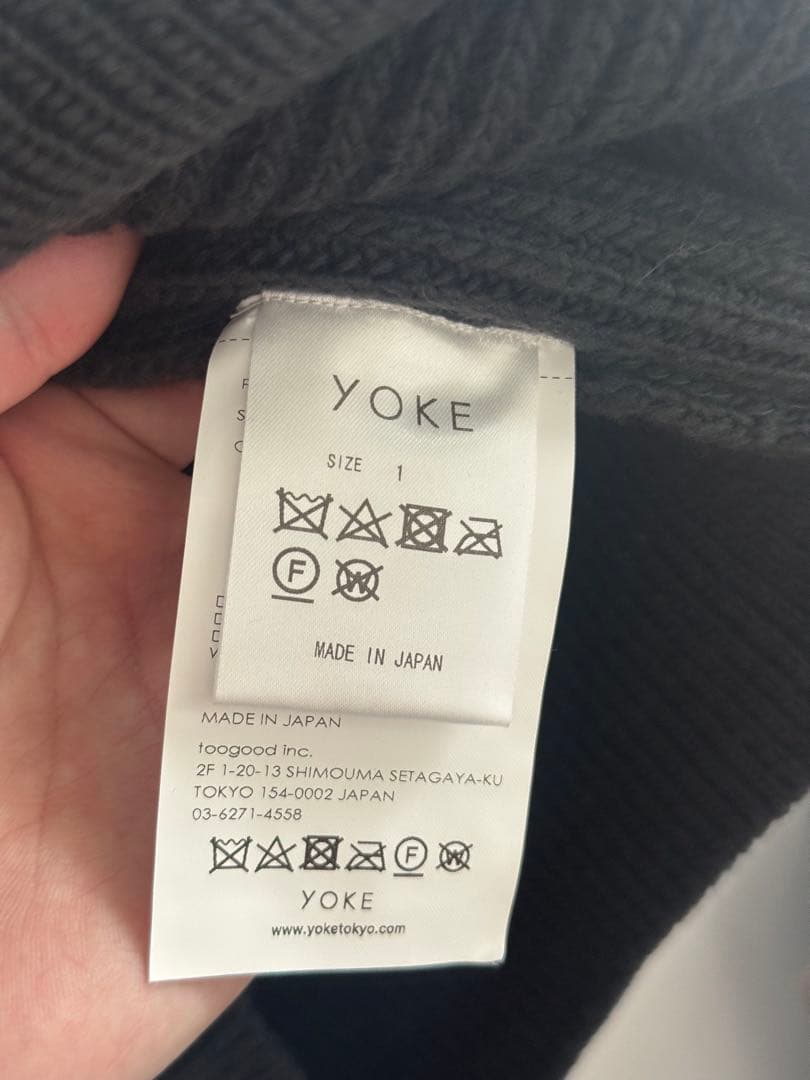 YOKE
SIZE 1
F
W
MADE IN JAPAN
MADE IN JAPAN
toogood inc.
2F 1-20-13 SHIMOUMA SETAGAYA-KU
TOKYO 154-0002 JAPAN
03-6271-4558
F
W
YOKE
www.yoketokyo.com